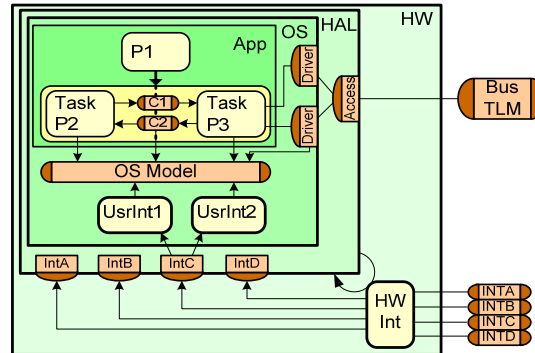 HW
HAL
OS
App
P1
Driver
Access
Bus
TLM
Task
P2
C1
C2
Task
P3
Driver
OS Model
UsrInt1
UsrInt2
IntA
IntB
IntC
IntD
HW
Int
INTA
INTB
INTC
INTD